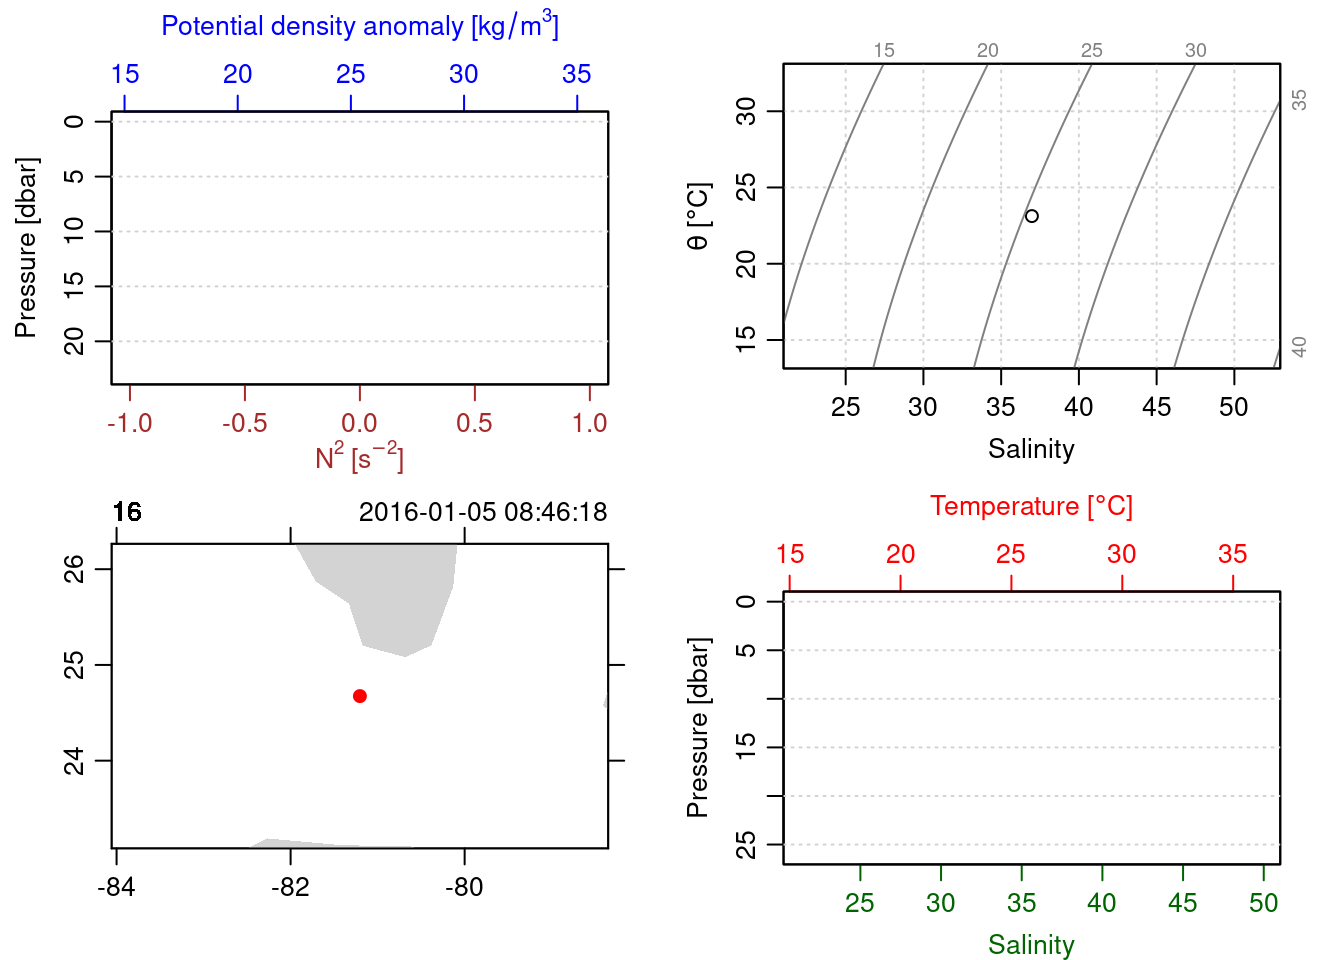 Potential density anomaly [kg/m³]
15 20 25 30 35
0
5
10
15
20
Pressure [dbar]
-1.0 -0.5 0.0 0.5 1.0
N² [s⁻²]
15 20 25 30
35
40
30
25
20
15
θ [°C]
25 30 35 40 45 50
Salinity
16 2016-01-05 08:46:18
26
25
24
-84 -82 -80
Temperature [°C]
15 20 25 30 35
0
5
15
25
Pressure [dbar]
25 30 35 40 45 50
Salinity